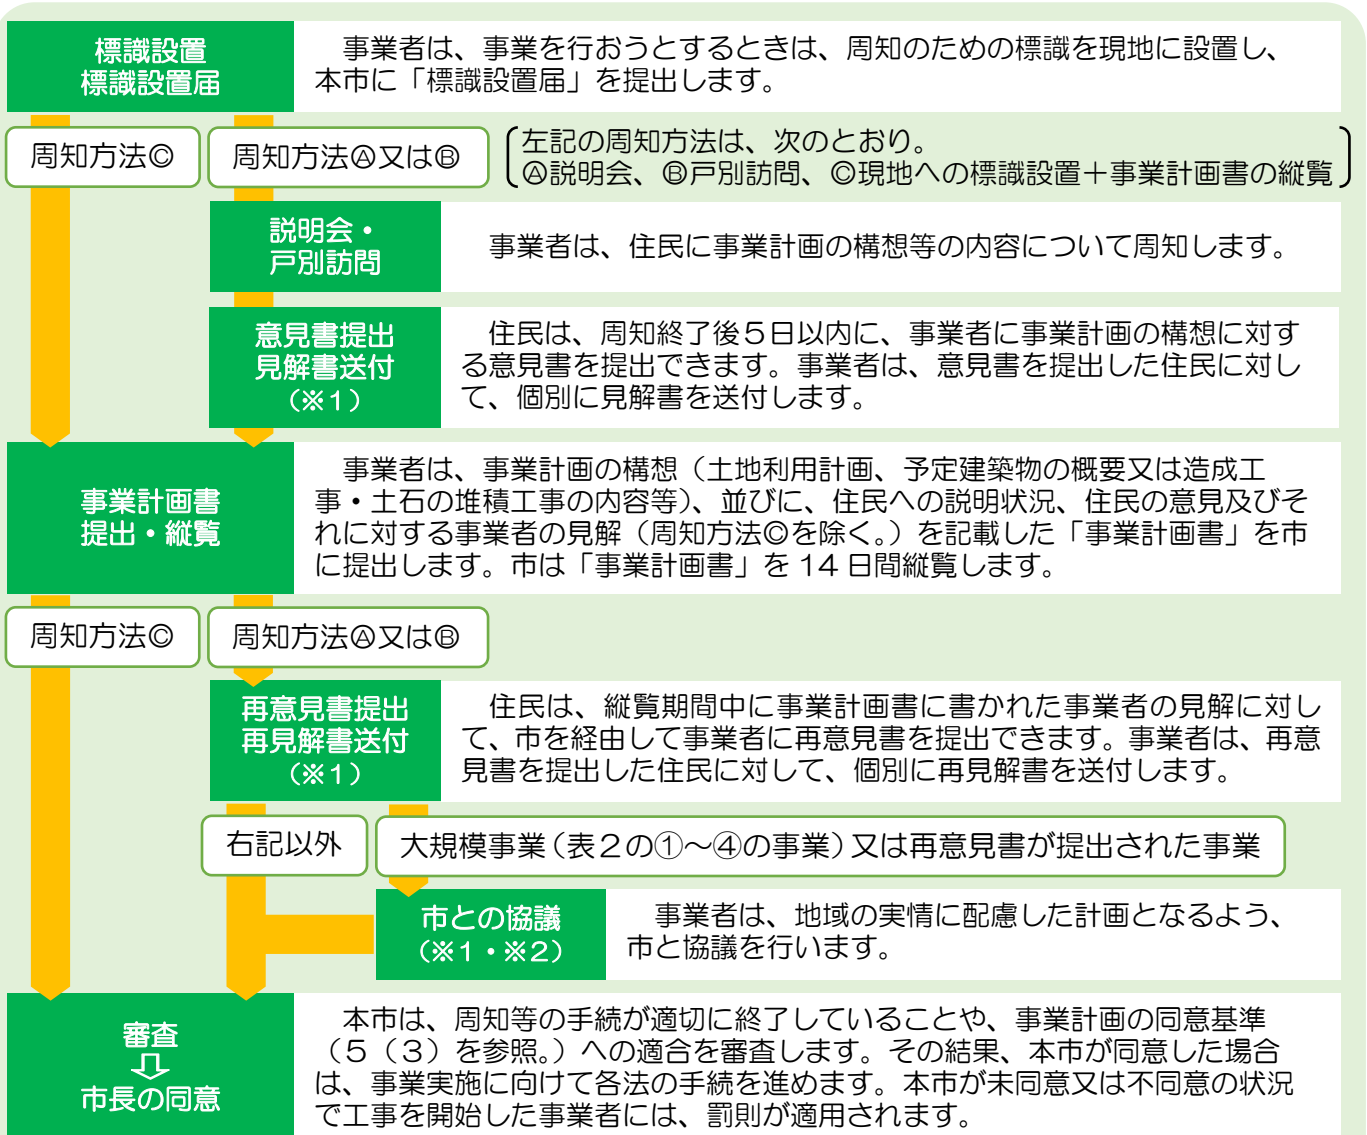 標識設置
標識設置届
事業者は、事業を行おうとするときは、周知のための標識を現地に設置し、
本市に「標識設置届」を提出します。
周知方法Ⓒ
周知方法Ⓐ又はⒷ
左記の周知方法は、次のとおり。
Ⓐ説明会、Ⓑ戸別訪問、Ⓒ現地への標識設置＋事業計画書の縦覧
説明会・
戸別訪問
事業者は、住民に事業計画の構想等の内容について周知します。
意見書提出
見解書送付
（※１）
住民は、周知終了後５日以内に、事業者に事業計画の構想に対す
る意見書を提出できます。事業者は、意見書を提出した住民に対し
て、個別に見解書を送付します。
事業計画書
提出・縦覧
事業者は、事業計画の構想（土地利用計画、予定建築物の概要又は造成工
事・土石の堆積工事の内容等）、並びに、住民への説明状況、住民の意見及びそ
れに対する事業者の見解（周知方法Ⓒを除く。）を記載した「事業計画書」を市
に提出します。市は「事業計画書」を 14 日間縦覧します。
周知方法Ⓒ
周知方法Ⓐ又はⒷ
再意見書提出
再見解書送付
（※１）
住民は、縦覧期間中に事業計画書に書かれた事業者の見解に対し
て、市を経由して事業者に再意見書を提出できます。事業者は、再意
見書を提出した住民に対して、個別に再見解書を送付します。
右記以外
大規模事業（表２の①～④の事業）又は再意見書が提出された事業
市との協議
（※１・※２）
事業者は、地域の実情に配慮した計画となるよう、
市と協議を行います。
審査
⇩
市長の同意
本市は、周知等の手続が適切に終了していることや、事業計画の同意基準
（５（３）を参照。）への適合を審査します。その結果、本市が同意した場合
は、事業実施に向けて各法の手続を進めます。本市が未同意又は不同意の状況
で工事を開始した事業者には、罰則が適用されます。